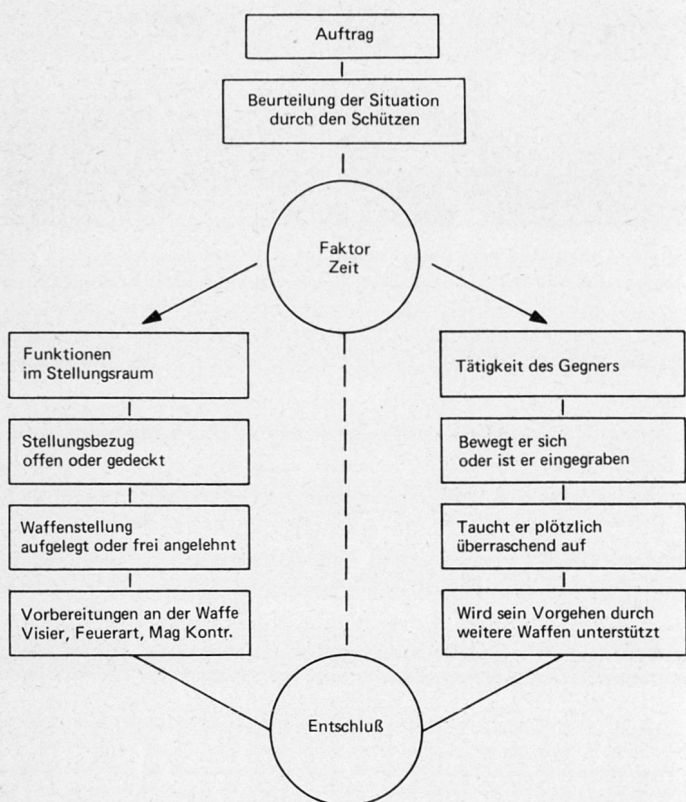 Auftrag
Beurteilung der Situation
durch den Schützen
Faktor
Zeit
Funktionen
im Stellungsraum
Stellungsbezug
offen oder gedeckt
Waffenstellung
aufgelegt oder frei angelehnt
Vorbereitungen an der Waffe
Visier, Feuerart, Mag Kontr.
Tätigkeit des Gegners
Bewegt er sich
oder ist er eingegraben
Taucht er plötzlich
überraschend auf
Wird sein Vorgehen durch
weitere Waffen unterstützt
Entschluß